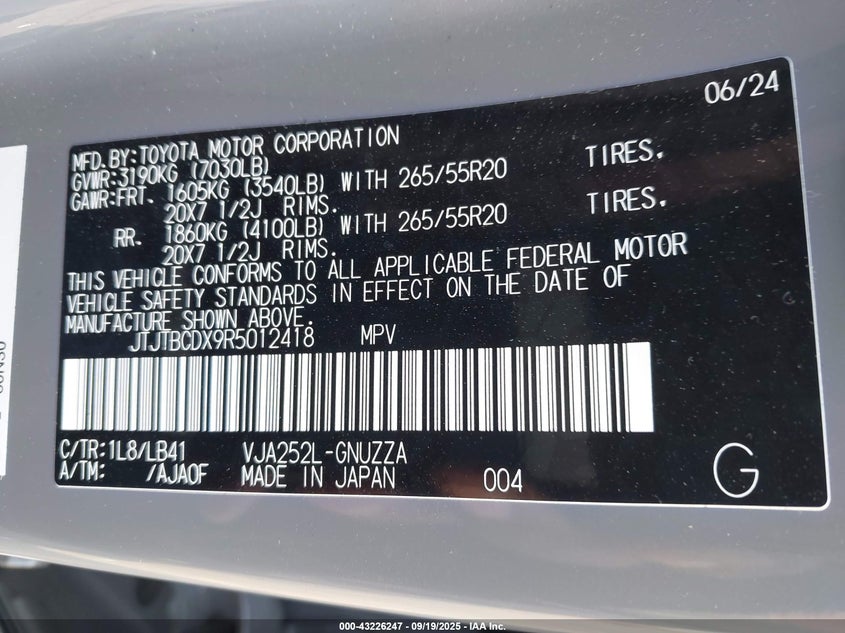 06/24
MFD. BY: TOYOTA MOTOR CORPORATION
GVWR: 3190KG (7030LB)
GAWR: FRT. 1605KG (3540LB) WITH 265/55R20 TIRES.
20X7 1/2J RIMS.
RR. 1860KG (4100LB) WITH 265/55R20 TIRES.
20X7 1/2J RIMS.
THIS VEHICLE CONFORMS TO ALL APPLICABLE FEDERAL MOTOR
VEHICLE SAFETY STANDARDS IN EFFECT ON THE DATE OF
MANUFACTURE SHOWN ABOVE.
JTJTBCDX9R5012418 MPV
C/TR: 1L8/LB41 VJA252L-GNUZZA
A/TM: /AJA0F MADE IN JAPAN 004 G
000-43226247 - 09/19/2025 - IAA Inc.